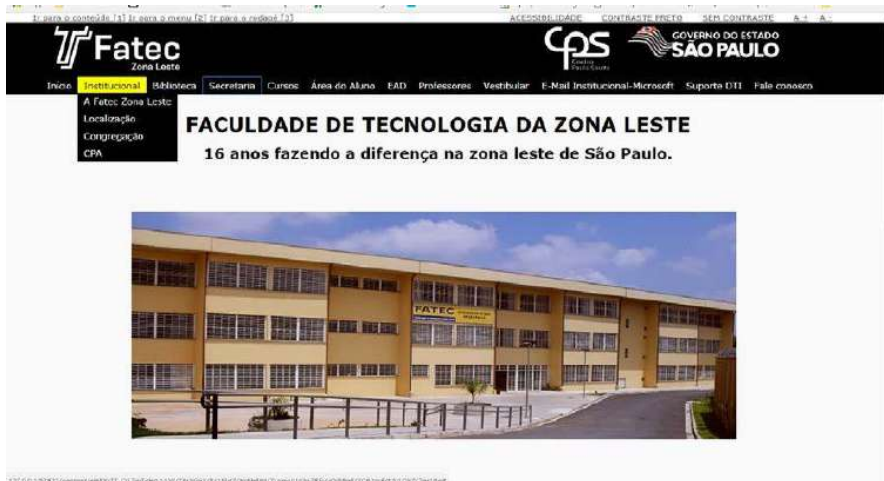 Ir para o conteúdo [1] Ir para o menu [2] Ir para o rodapé [3]
ACESSIBILIDADE CONTRASTE PRETO SEM CONTRASTE A+ A-
Fatec
Zona Leste
CPS
Centro
Paula Souza
GOVERNO DO ESTADO
SÃO PAULO
Início Institucional Biblioteca Secretaria Cursos Área do Aluno EAD Professores Vestibular E-Mail Institucional-Microsoft Suporte DTI Fale conosco
A Fatec Zona Leste
Localização
Congregação
CPA
FACULDADE DE TECNOLOGIA DA ZONA LESTE
16 anos fazendo a diferença na zona leste de São Paulo.
FATEC